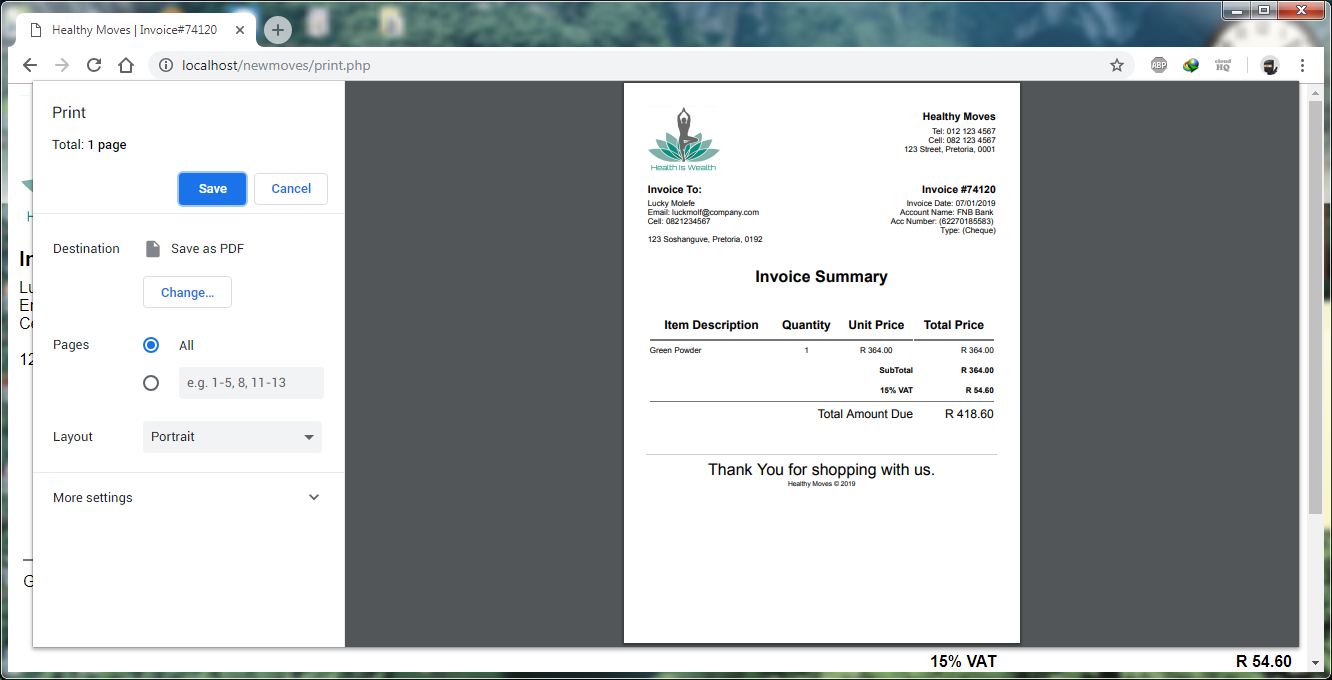 Healthy Moves | Invoice#74120
localhost/newmoves/print.php
ABP
cloud
HQ
Print
Total: 1 page
Save
Cancel
Destination
Save as PDF
Change...
Pages
All
e.g. 1-5, 8, 11-13
Layout
Portrait
More settings
Health Is Wealth
Healthy Moves
Tel: 012 123 4567
Cell: 082 123 4567
123 Street, Pretoria, 0001
Invoice To:
Lucky Molefe
Email: luckmolf@company.com
Cell: 0821234567
123 Soshanguve, Pretoria, 0192
Invoice #74120
Invoice Date: 07/01/2019
Account Name: FNB Bank
Acc Number: (62270185583)
Type: (Cheque)
Invoice Summary
Item Description Quantity Unit Price Total Price
Green Powder 1 R 364.00 R 364.00
SubTotal R 364.00
15% VAT R 54.60
Total Amount Due R 418.60
Thank You for shopping with us.
Healthy Moves © 2019
15% VAT R 54.60